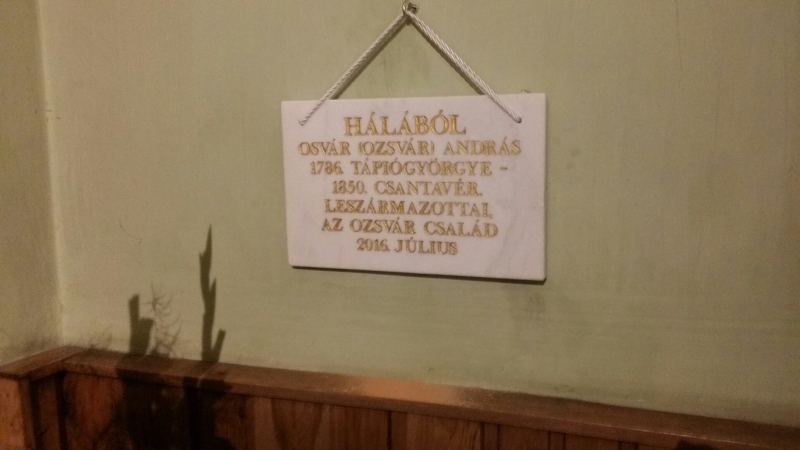 HÁLÁBÓL
OSVÁR (OZSVÁR) ANDRÁS
1786. TÁPIÓGYÖRGYE -
1850. CSANTAVÉR.
LESZÁRMAZOTTAI,
AZ OZSVÁR CSALÁD
2016. JÚLIUS